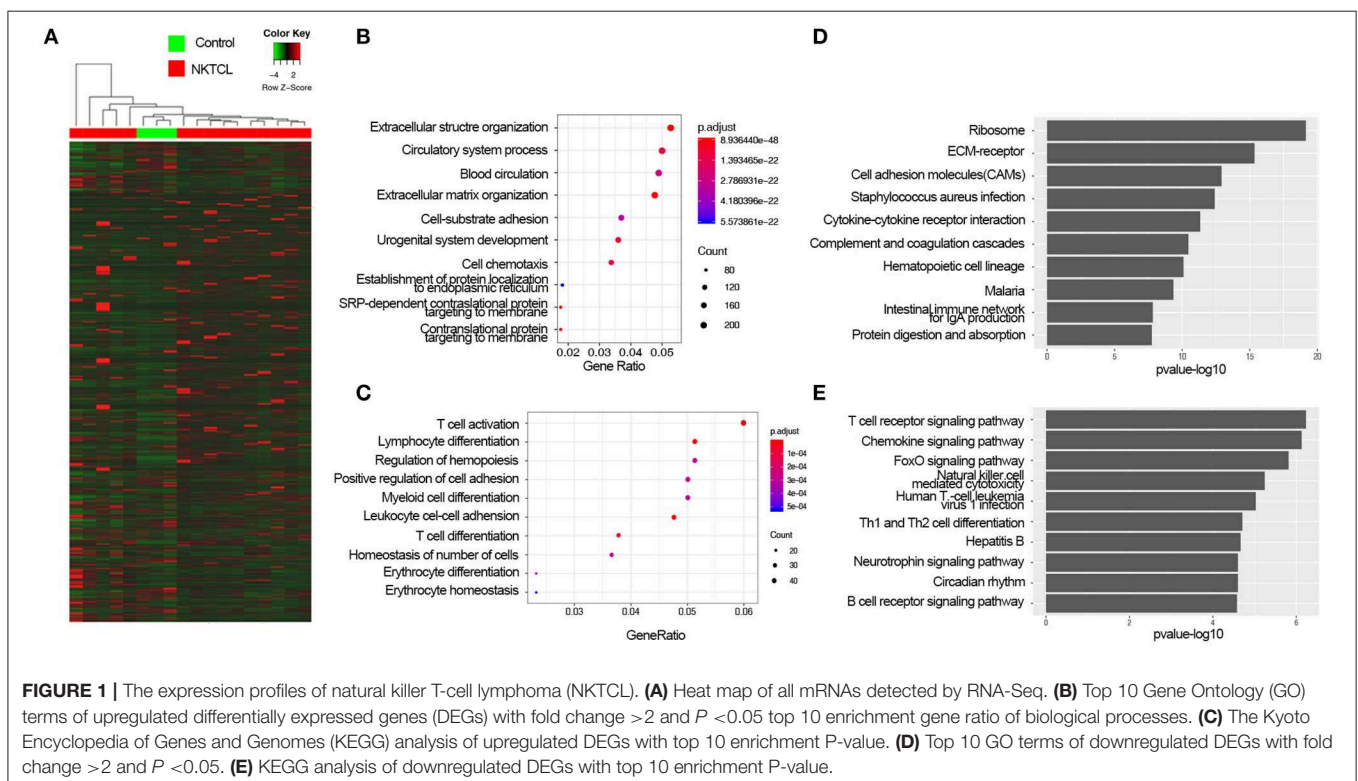 A
Control
NKTCL
Color Key
−4 2
Row Z−Score
B
Extracellular structre organization
Circulatory system process
Blood circulation
Extracellular matrix organization
Cell-substrate adhesion
Urogenital system development
Cell chemotaxis
Establishment of protein localization
to endoplasmic reticulum
SRP-dependent contraslational protein
targeting to membrane
Contranslational protein
targeting to membrane
0.02 0.03 0.04 0.05
Gene Ratio
p.adjust
8.936440e−48
1.393465e−22
2.786931e−22
4.180396e−22
5.573861e−22
Count
80
120
160
200
C
T cell activation
Lymphocyte differentiation
Regulation of hemopoiesis
Positive regulation of cell adhesion
Myeloid cell differentiation
Leukocyte cel-cell adhension
T cell differentiation
Homeostasis of number of cells
Erythrocyte differentiation
Erythrocyte homeostasis
0.03 0.04 0.05 0.06
GeneRatio
p.adjust
1e−04
2e−04
3e−04
4e−04
5e−04
Count
20
30
40
D
Ribosome
ECM-receptor
Cell adhesion molecules(CAMs)
Staphylococcus aureus infection
Cytokine-cytokine receptor interaction
Complement and coagulation cascades
Hematopoietic cell lineage
Malaria
Intestinal immune network
for IgA production
Protein digestion and absorption
0 5 10 15 20
pvalue-log10
E
T cell receptor signaling pathway
Chemokine signaling pathway
FoxO signaling pathway
Natural killer cell
mediated cytotoxicity
Human T.-cell leukemia
virus 1 infection
Th1 and Th2 cell differentiation
Hepatitis B
Neurotrophin signaling pathway
Circadian rhythm
B cell receptor signaling pathway
0 2 4 6
pvalue-log10
FIGURE 1 | The expression profiles of natural killer T-cell lymphoma (NKTCL). (A) Heat map of all mRNAs detected by RNA-Seq. (B) Top 10 Gene Ontology (GO)
terms of upregulated differentially expressed genes (DEGs) with fold change >2 and P <0.05 top 10 enrichment gene ratio of biological processes. (C) The Kyoto
Encyclopedia of Genes and Genomes (KEGG) analysis of upregulated DEGs with top 10 enrichment P-value. (D) Top 10 GO terms of downregulated DEGs with fold
change >2 and P <0.05. (E) KEGG analysis of downregulated DEGs with top 10 enrichment P-value.